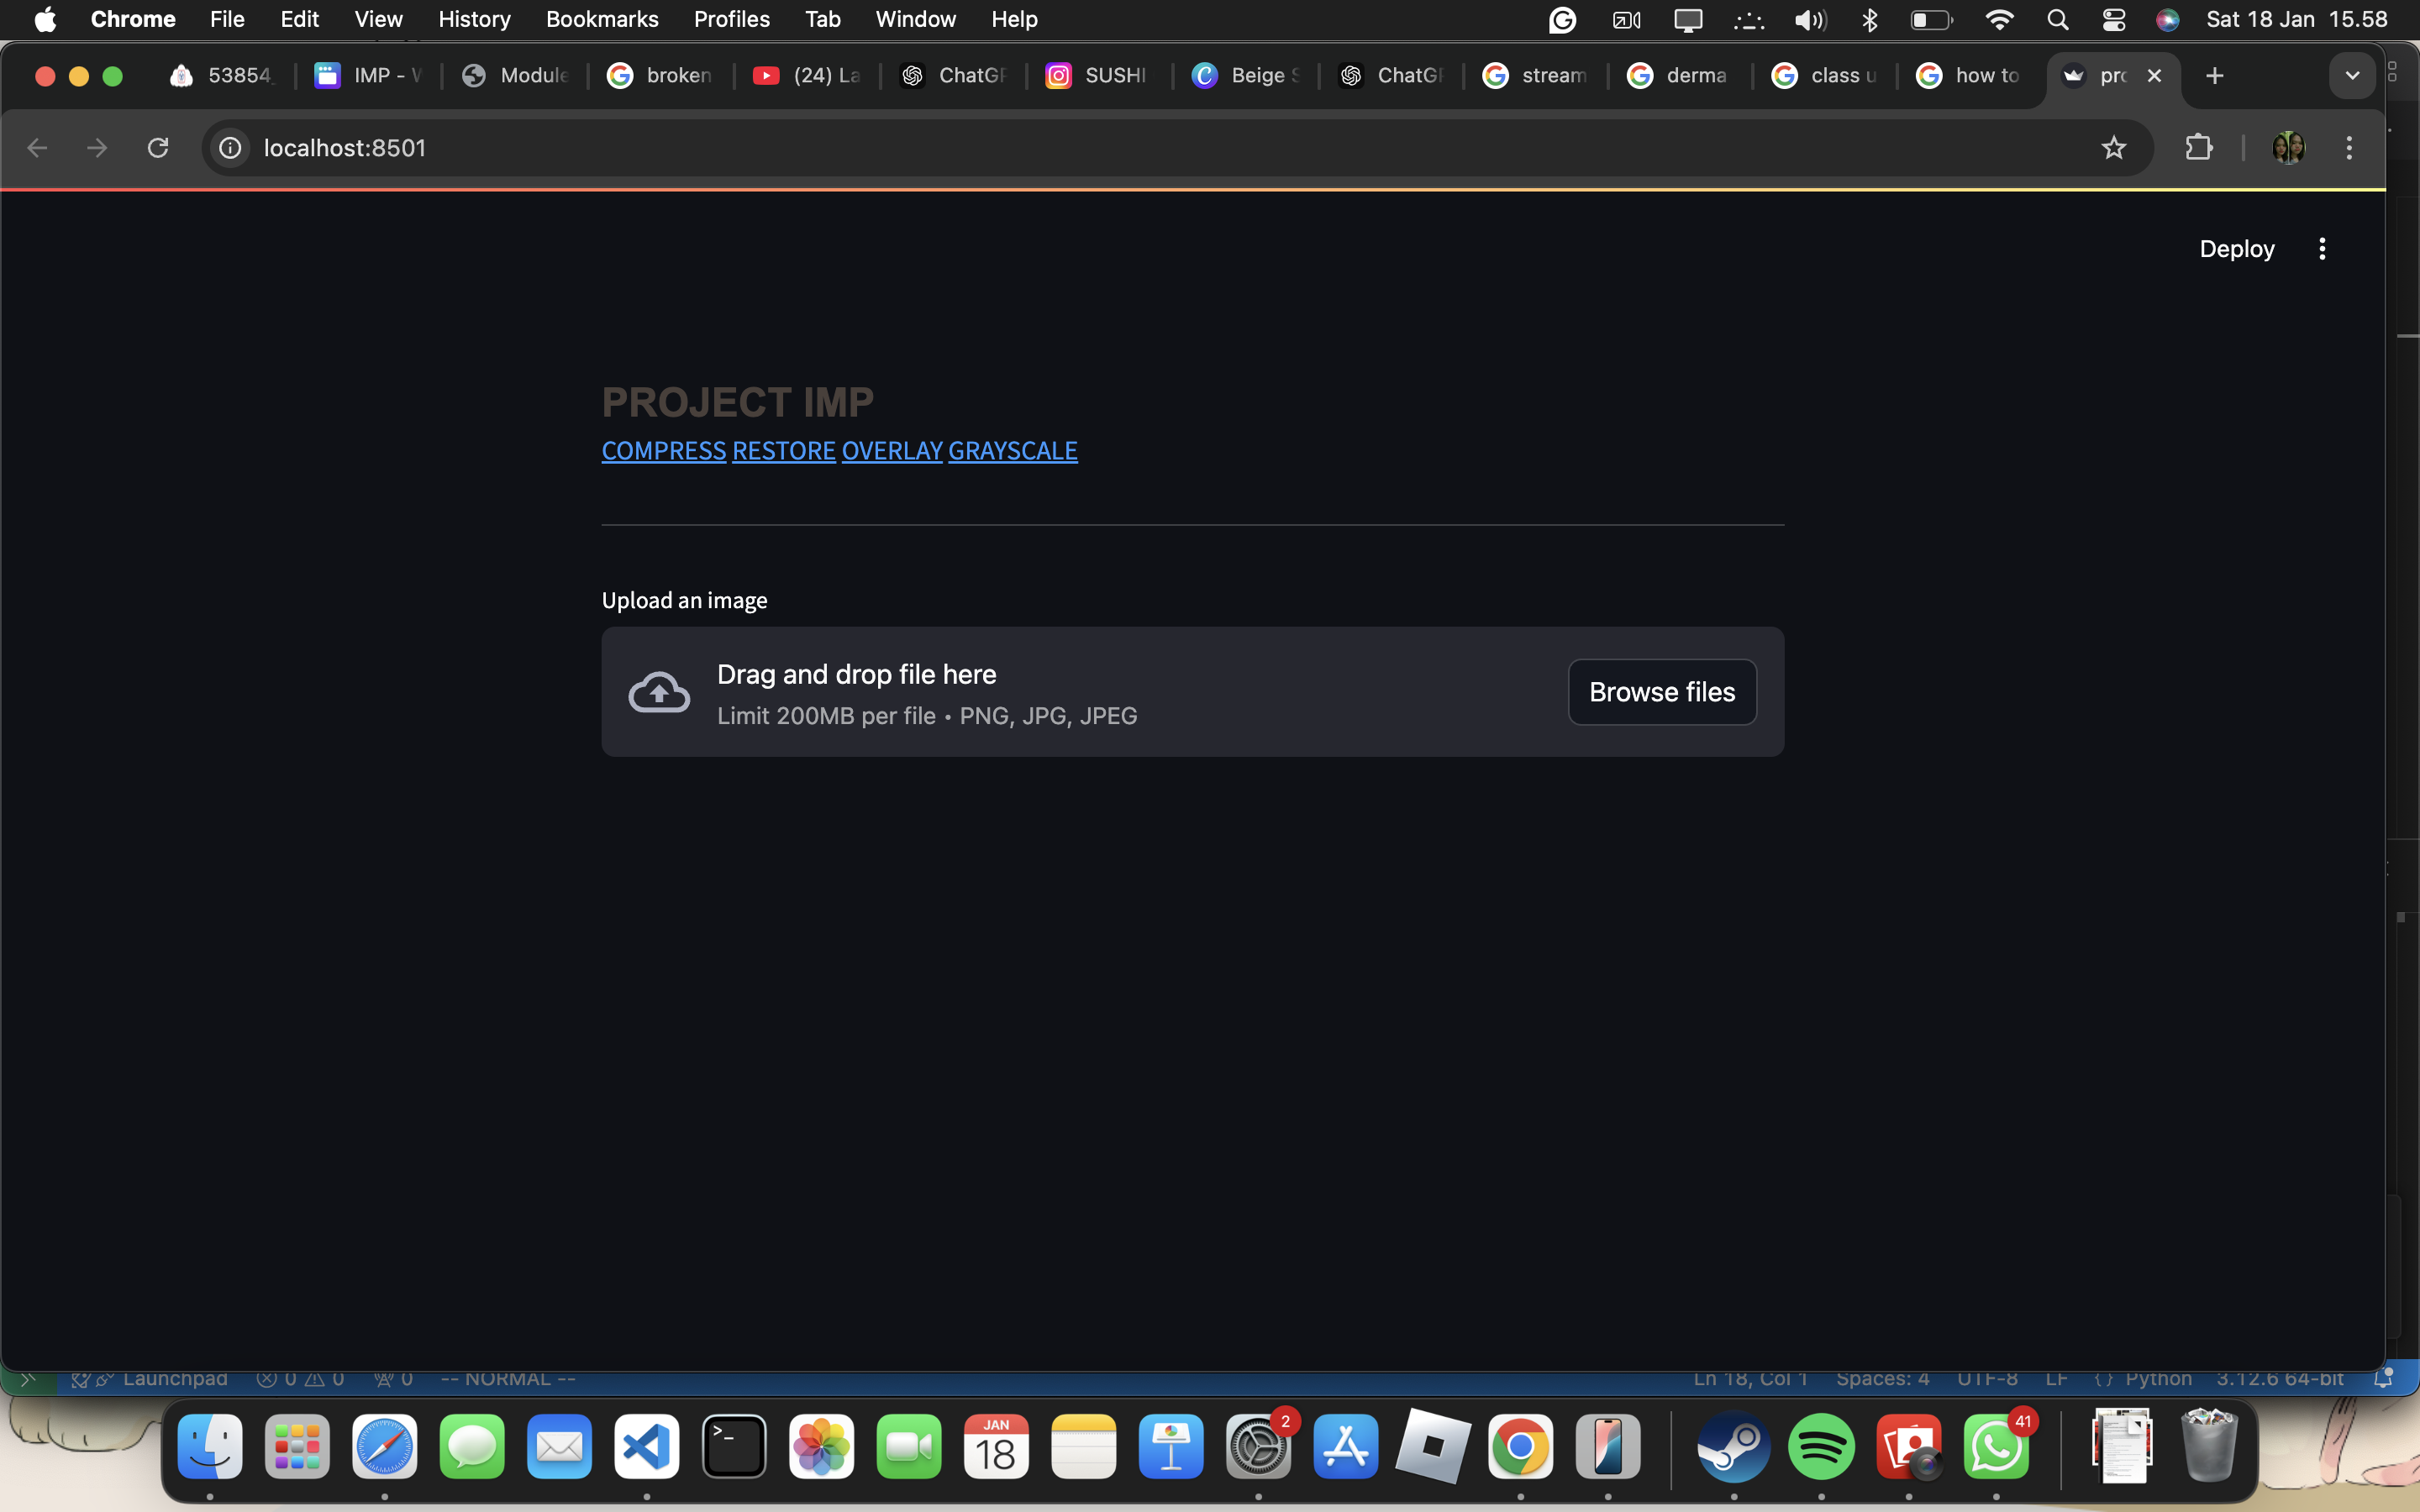 Chrome File Edit View History Bookmarks Profiles Tab Window Help Sat 18 Jan 15.58
53854 IMP - Module broken (24) La ChatGP SUSHI Beige ChatGP stream derma class u how to pro
localhost:8501
Deploy
PROJECT IMP
COMPRESS RESTORE OVERLAY GRAYSCALE
Upload an image
Drag and drop file here
Limit 200MB per file • PNG, JPG, JPEG
Browse files
Launchpad 0 0 0 -- NORMAL -- Ln 18, Col 1 Spaces: 4 UTF-8 LF {} Python 3.12.6 64-bit
JAN
18
2
41